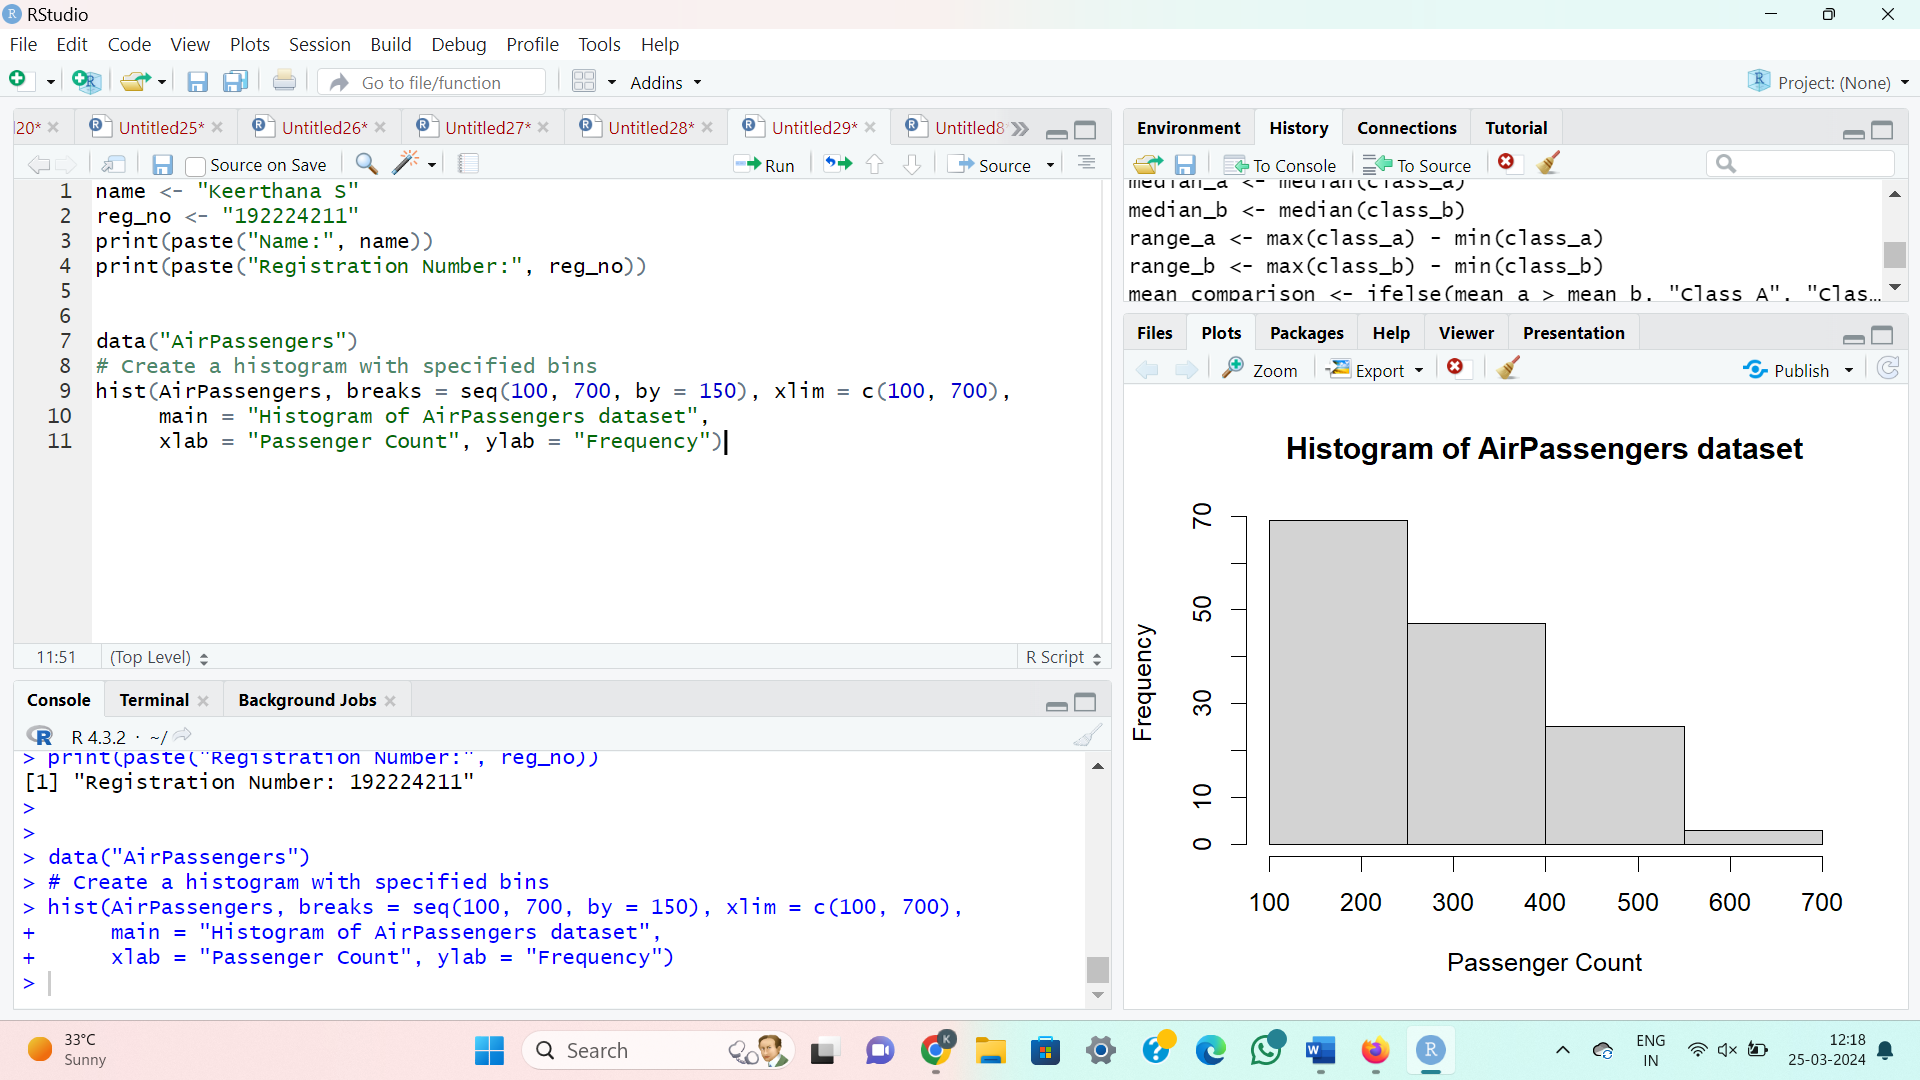 RStudio
File Edit Code View Plots Session Build Debug Profile Tools Help
Go to file/function Addins Project: (None)
l20* Untitled25* Untitled26* Untitled27* Untitled28* Untitled29* Untitled8
Source on Save Run Source
1 name <- "Keerthana S"
2 reg_no <- "192224211"
3 print(paste("Name:", name))
4 print(paste("Registration Number:", reg_no))
5
6
7 data("AirPassengers")
8 # Create a histogram with specified bins
9 hist(AirPassengers, breaks = seq(100, 700, by = 150), xlim = c(100, 700),
10 main = "Histogram of AirPassengers dataset",
11 xlab = "Passenger Count", ylab = "Frequency")
11:51 (Top Level) R Script
Console Terminal Background Jobs
R R 4.3.2 · ~/
> print(paste("Registration Number:", reg_no))
[1] "Registration Number: 192224211"
>
>
> data("AirPassengers")
> # Create a histogram with specified bins
> hist(AirPassengers, breaks = seq(100, 700, by = 150), xlim = c(100, 700),
+ main = "Histogram of AirPassengers dataset",
+ xlab = "Passenger Count", ylab = "Frequency")
>
Environment History Connections Tutorial
To Console To Source
median_a <- median(class_a)
median_b <- median(class_b)
range_a <- max(class_a) - min(class_a)
range_b <- max(class_b) - min(class_b)
mean_comparison <- ifelse(mean_a > mean_b, "Class A", "Clas...
Files Plots Packages Help Viewer Presentation
Zoom Export Publish
Histogram of AirPassengers dataset
70
50
30
10
0
Frequency
100 200 300 400 500 600 700
Passenger Count
33°C
Sunny
Search
K
W
R
ENG
IN
12:18
25-03-2024